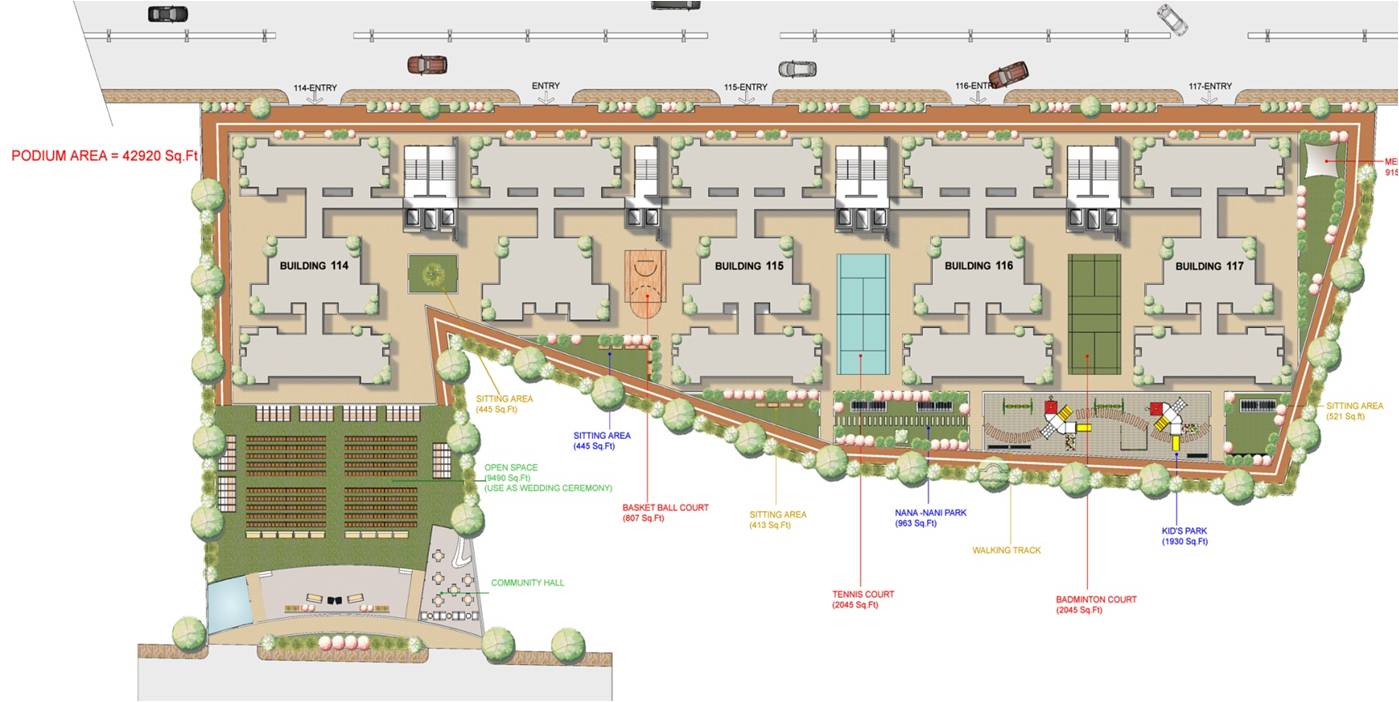 114-ENTRY
ENTRY
115-ENTRY
116-ENTRY
117-ENTRY
PODIUM AREA = 42920 Sq.Ft
BUILDING 114
BUILDING 115
BUILDING 116
BUILDING 117
SITTING AREA
(445 Sq.Ft)
SITTING AREA
(445 Sq.Ft)
SITTING AREA
(521 Sq.ft)
OPEN SPACE
(9490 Sq.Ft)
(USE AS WEDDING CEREMONY)
BASKET BALL COURT
(807 Sq.Ft)
SITTING AREA
(413 Sq.Ft)
NANA -NANI PARK
(963 Sq.Ft)
WALKING TRACK
KID'S PARK
(1930 Sq.Ft)
COMMUNITY HALL
TENNIS COURT
(2045 Sq.Ft)
BADMINTON COURT
(2045 Sq.Ft)